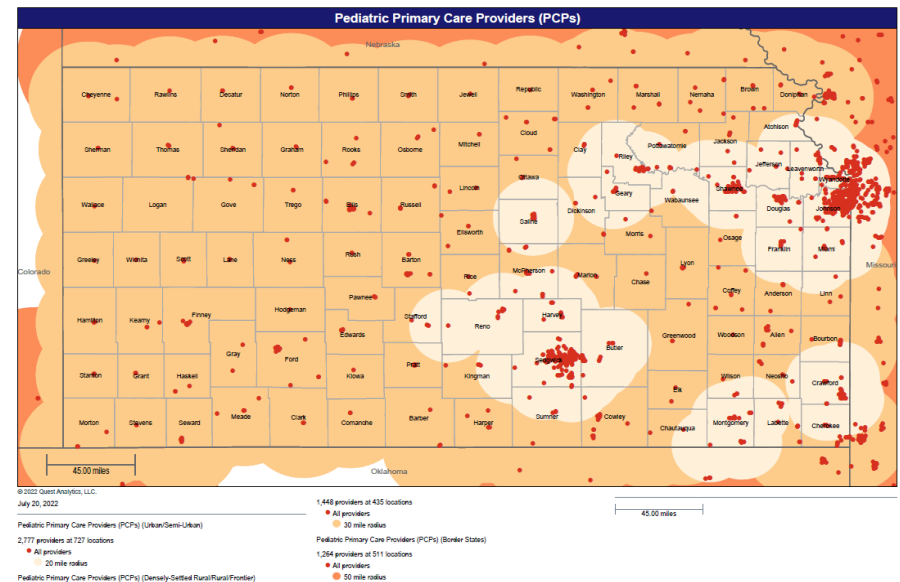 Pediatric Primary Care Providers (PCPs)
Nebraska
Cheyenne Rawlins Decatur Norton Phillips Smith Jewell Republic Washington Marshall Nemaha Brown Doniphan
Atchison
Sherman Thomas Sheridan Graham Rooks Osborne Mitchell Cloud Clay Riley Pottawatomie Jackson
Jefferson Leavenworth
Wyandotte
Wallace Logan Gove Trego Ellis Russell Lincoln Ottawa Geary Wabaunsee Shawnee
Saline Dickinson Douglas Johnson
Ellsworth Morris Osage
Franklin Miami
Greeley Wichita Scott Lane Ness Rush Barton
Missouri
Colorado
Rice McPherson Marion Chase Lyon
Coffey Anderson Linn
Pawnee
Hodgeman
Hamilton Kearny Finney Stafford Reno Harvey
Edwards Greenwood Woodson Allen Bourbon
Gray Ford Butler
Sedgwick
Stanton Grant Haskell Kiowa Pratt Kingman Wilson Neosho Crawford
Elk
Morton Stevens Seward Meade Clark Comanche Barber Harper Sumner Cowley Chautauqua Montgomery Labette Cherokee
45.00 miles
Oklahoma
© 2022 Quest Analytics, LLC.
July 20, 2022
Pediatric Primary Care Providers (PCPs) (Urban/Semi-Urban)
2,777 providers at 727 locations
All providers
20 mile radius
Pediatric Primary Care Providers (PCPs) (Densely-Settled Rural/Rural/Frontier)
1,448 providers at 435 locations
All providers
30 mile radius
Pediatric Primary Care Providers (PCPs) (Border States)
1,264 providers at 511 locations
All providers
50 mile radius
45.00 miles